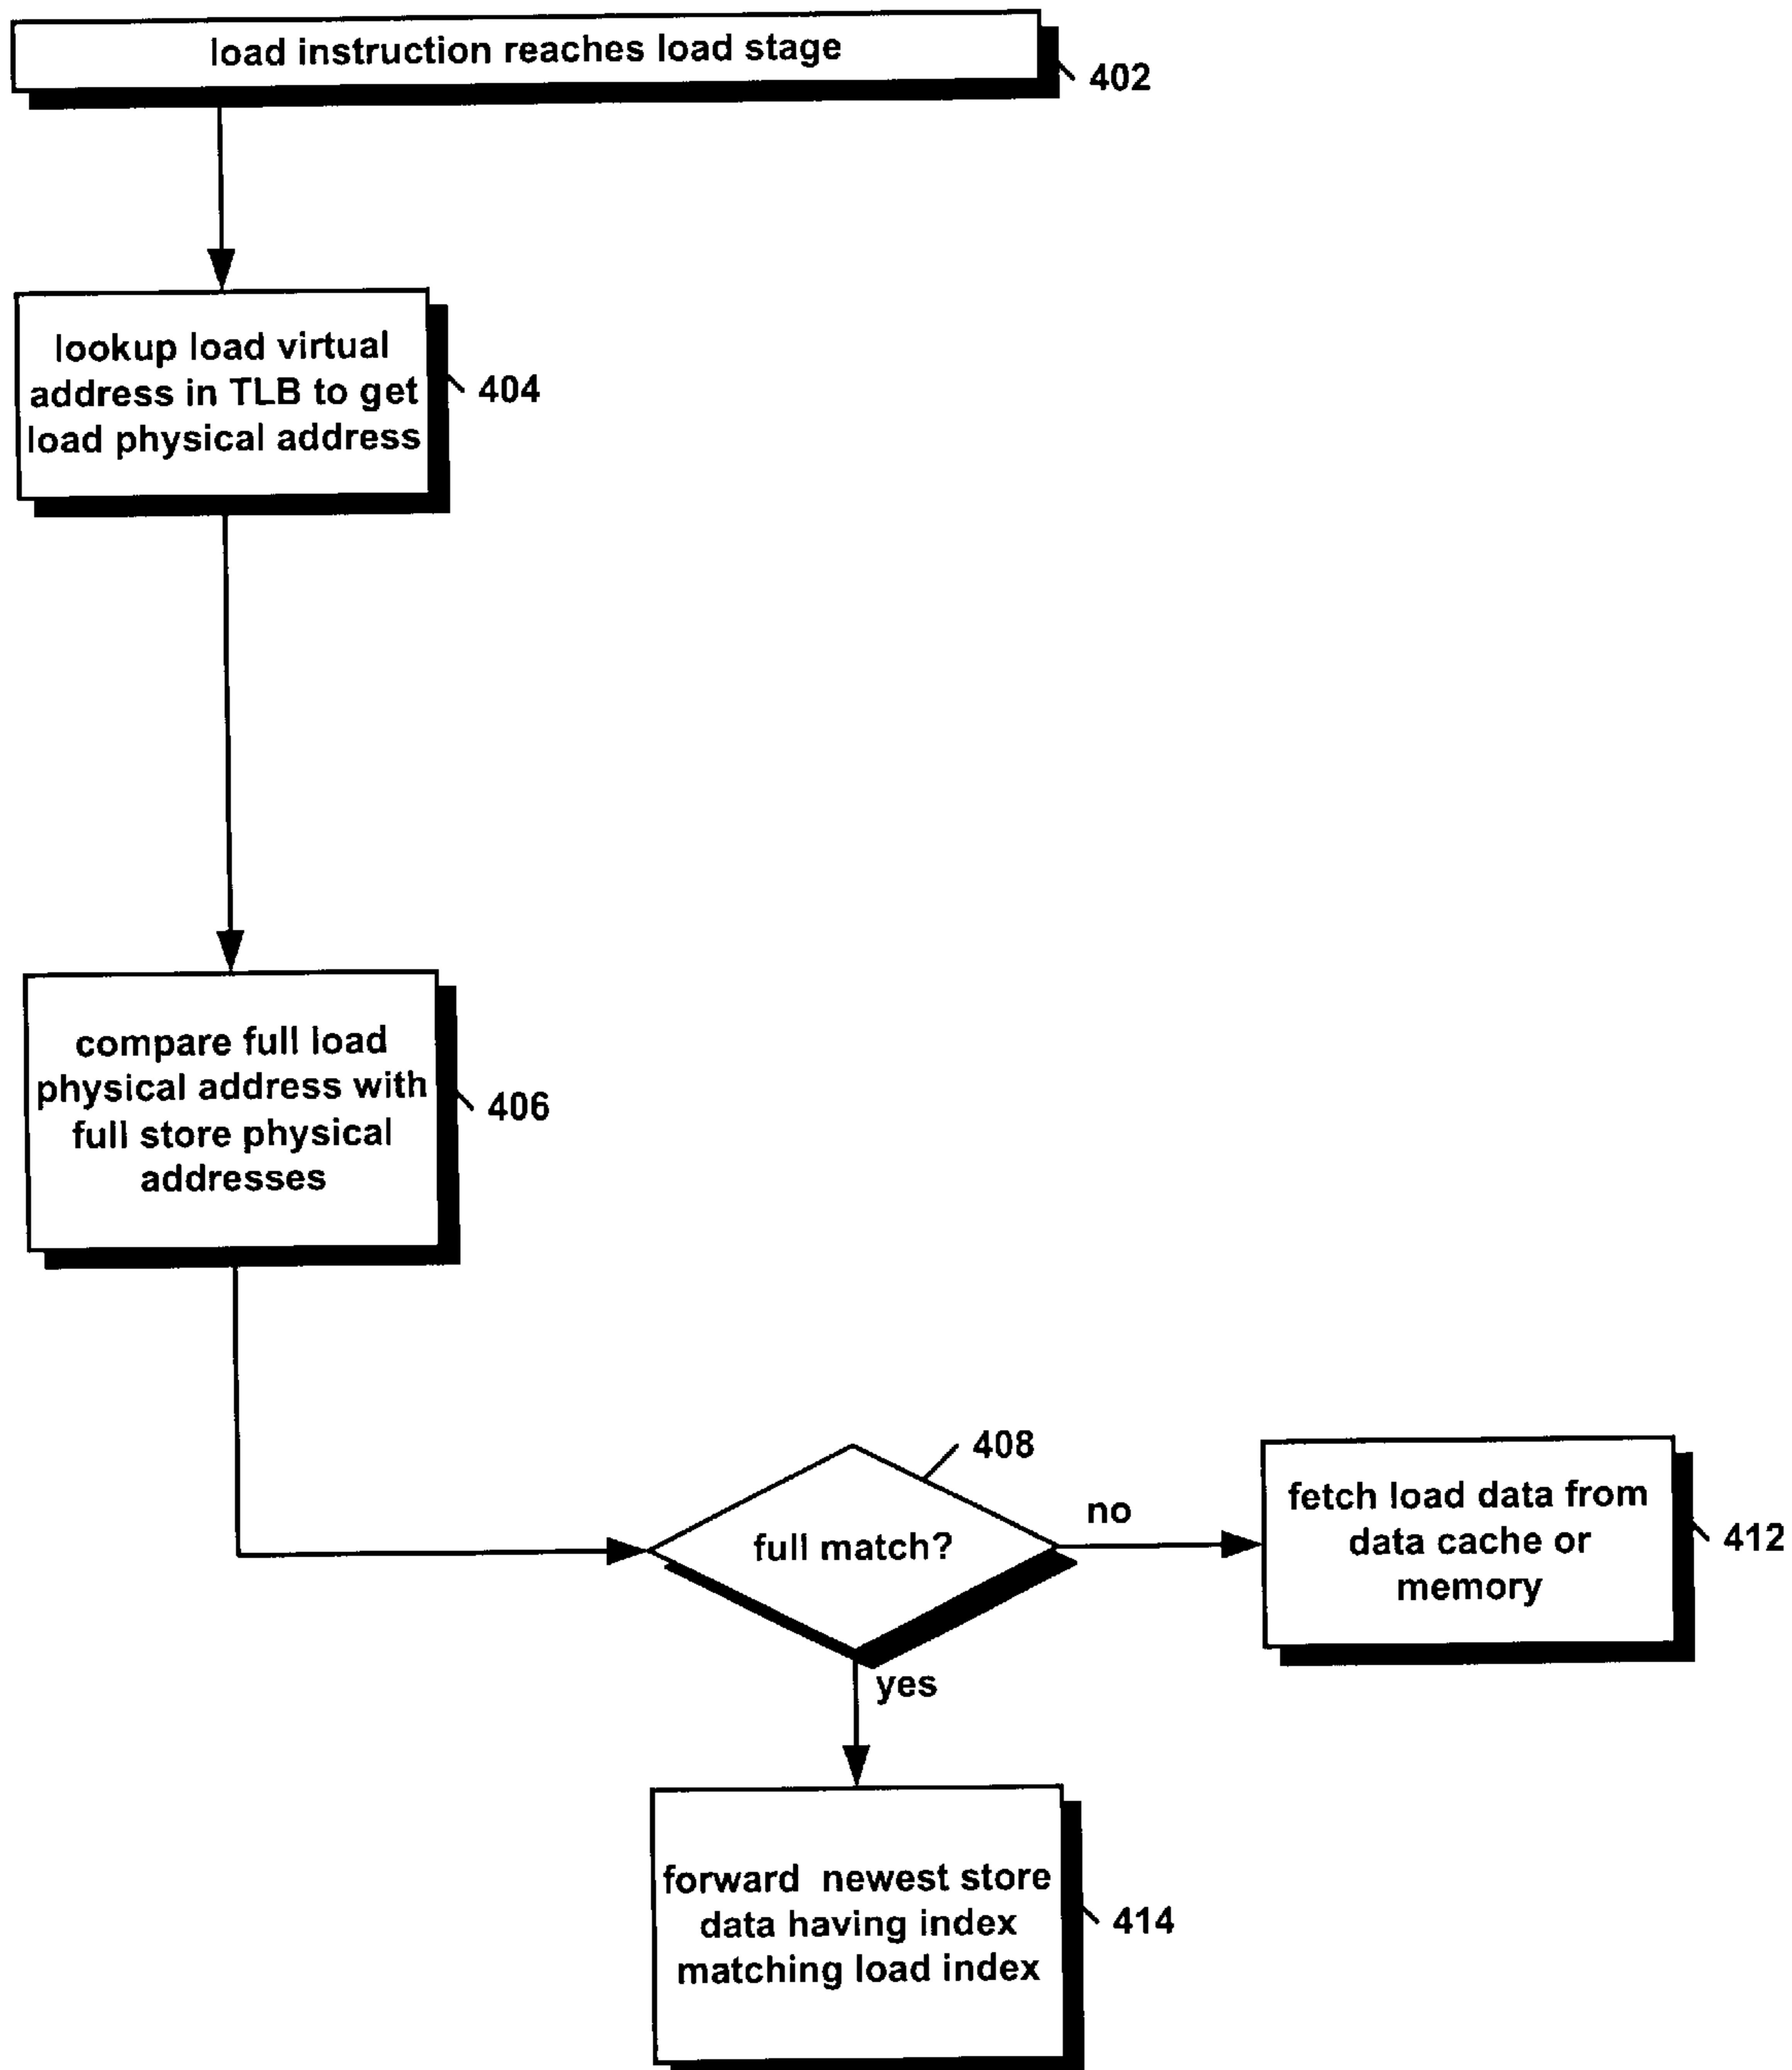 load instruction reaches load stage
402
lookup load virtual
address in TLB to get
load physical address
404
compare full load
physical address with
full store physical
addresses
406
408
full match?
no
yes
fetch load data from
data cache or
memory
412
forward newest store
data having index
matching load index
414